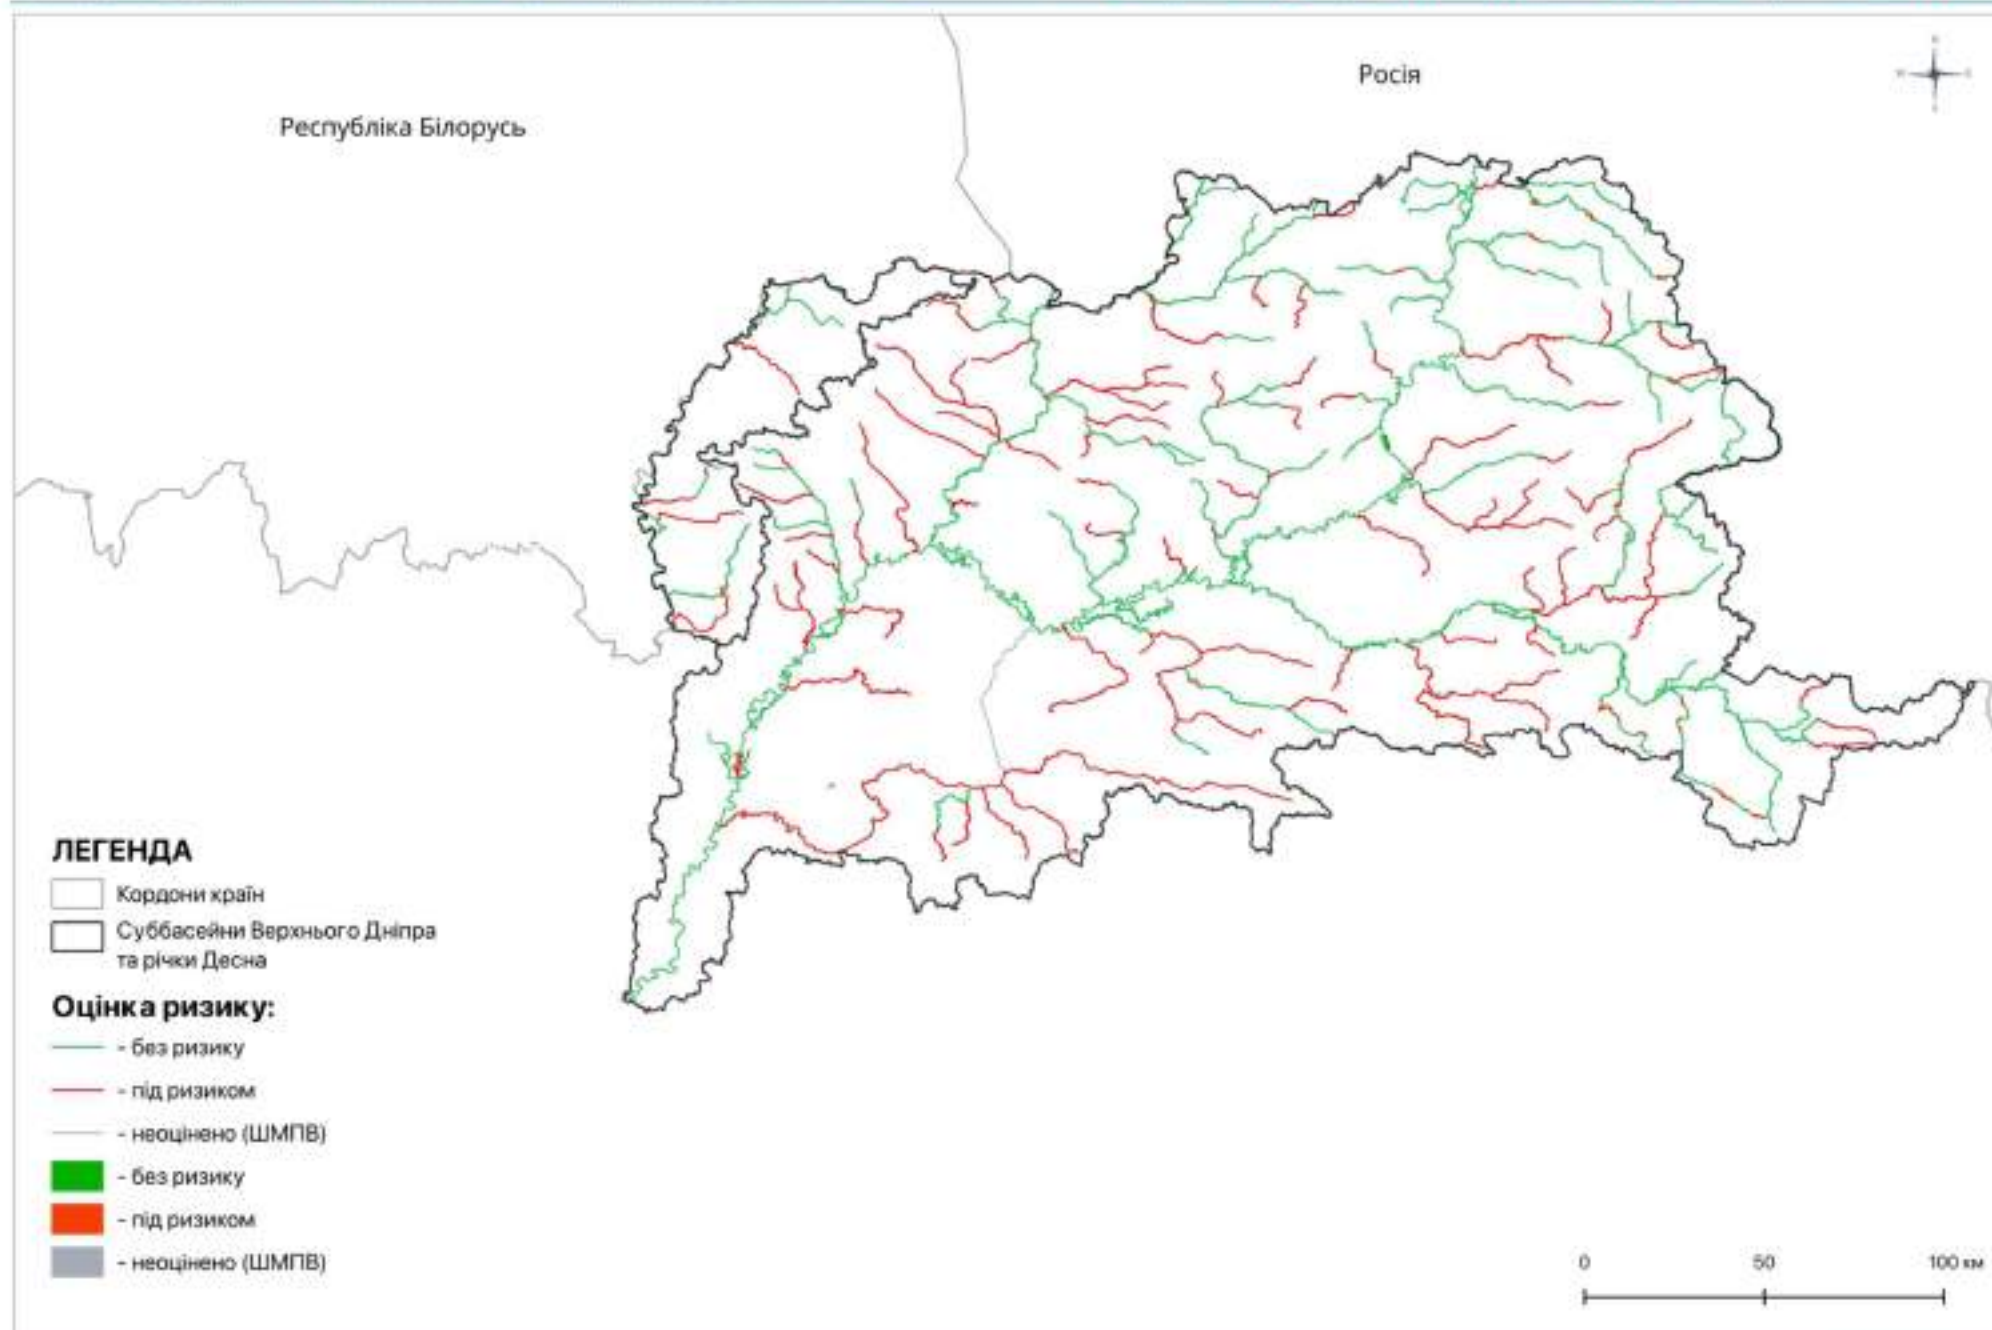 Росія
Республіка Білорусь
ЛЕГЕНДА
Кордони країн
Суббасейни Верхнього Дніпра
та річки Десна
Оцінка ризику:
- без ризику
- під ризиком
- неоцінено (ШМПВ)
- без ризику
- під ризиком
- неоцінено (ШМПВ)
0 50 100 км